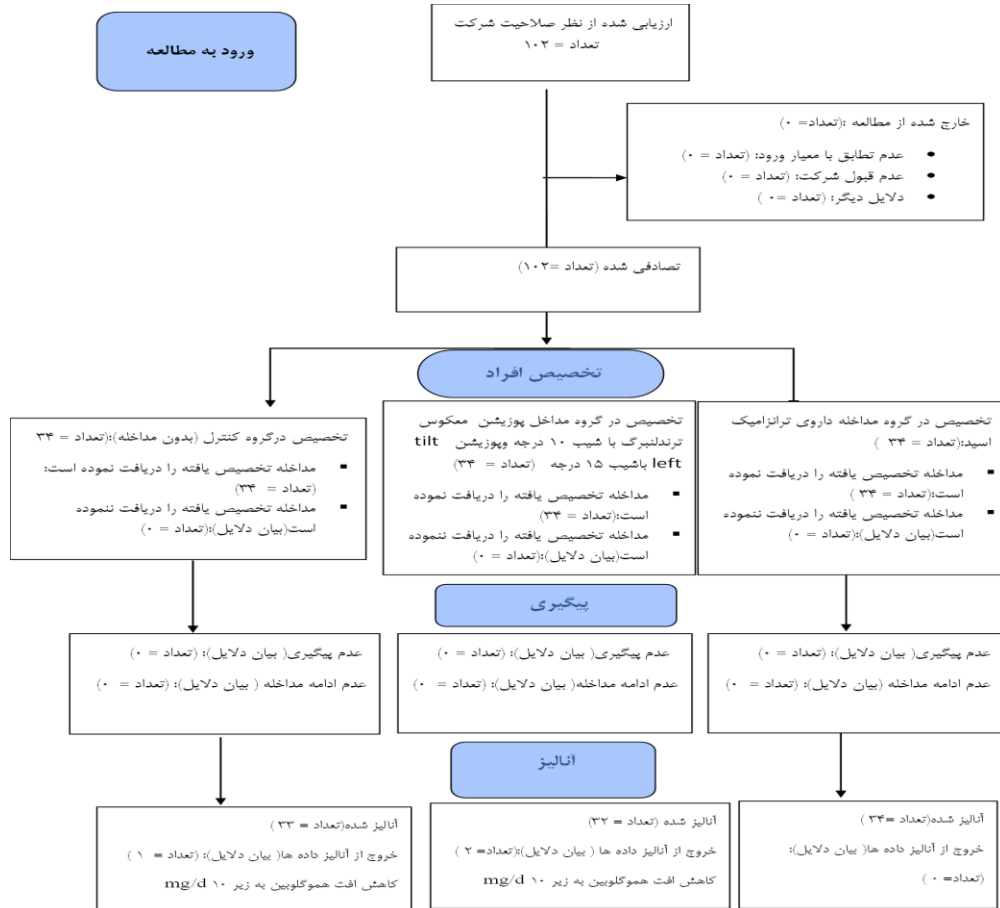 ورود به مطالعه
ارزیابی شده از نظر صلاحیت شرکت
تعداد = ۱۰۲
خارج شده از مطالعه :(تعداد= ۰)
• عدم تطابق با معیار ورود: (تعداد = ۰)
• عدم قبول شرکت: (تعداد = ۰)
• دلایل دیگر: (تعداد =۰ )
تصادفی شده (تعداد =۱۰۲)
تخصیص افراد
تخصیص در گروه مداخله داروی ترانزامیک
اسید:(تعداد = ۳۴ )
▪ مداخله تخصیص یافته را دریافت نموده
است:(تعداد = ۳۴ )
▪ مداخله تخصیص یافته را دریافت ننموده
است(بیان دلایل):(تعداد = ۰)
تخصیص در گروه مداخل پوزیشن معکوس
ترندلنبرگ با شیب ۱۰ درجه وپوزیشن tilt
left باشیب ۱۵ درجه (تعداد = ۳۴)
▪ مداخله تخصیص یافته را دریافت نموده
است:(تعداد = ۳۴)
▪ مداخله تخصیص یافته را دریافت ننموده
است(بیان دلایل):(تعداد = ۰)
تخصیص درگروه کنترل (بدون مداخله):(تعداد = ۳۴
▪ مداخله تخصیص یافته را دریافت نموده است:
(تعداد = ۳۴)
▪ مداخله تخصیص یافته را دریافت ننموده
است(بیان دلایل):(تعداد = ۰)
پیگیری
عدم پیگیری( بیان دلایل): (تعداد = ۰)
عدم ادامه مداخله (بیان دلایل): (تعداد = ۰)
عدم پیگیری( بیان دلایل): (تعداد = ۰)
عدم ادامه مداخله( بیان دلایل): (تعداد = ۰)
عدم پیگیری( بیان دلایل): (تعداد = ۰)
عدم ادامه مداخله ( بیان دلایل): (تعداد = ۰)
آنالیز
آنالیز شده(تعداد =۳۴ )
خروج از آنالیز داده ها( بیان دلایل):
(تعداد= ۰ )
آنالیز شده (تعداد = ۳۲)
خروج از آنالیز داده ها ( بیان دلایل):(تعداد= ۲ )
کاهش افت هموگلوبین به زیر ۱۰ mg/d
آنالیز شده(تعداد = ۳۳ )
خروج از آنالیز داده ها( بیان دلایل): (تعداد = ۱ )
کاهش افت هموگلوبین به زیر ۱۰ mg/d